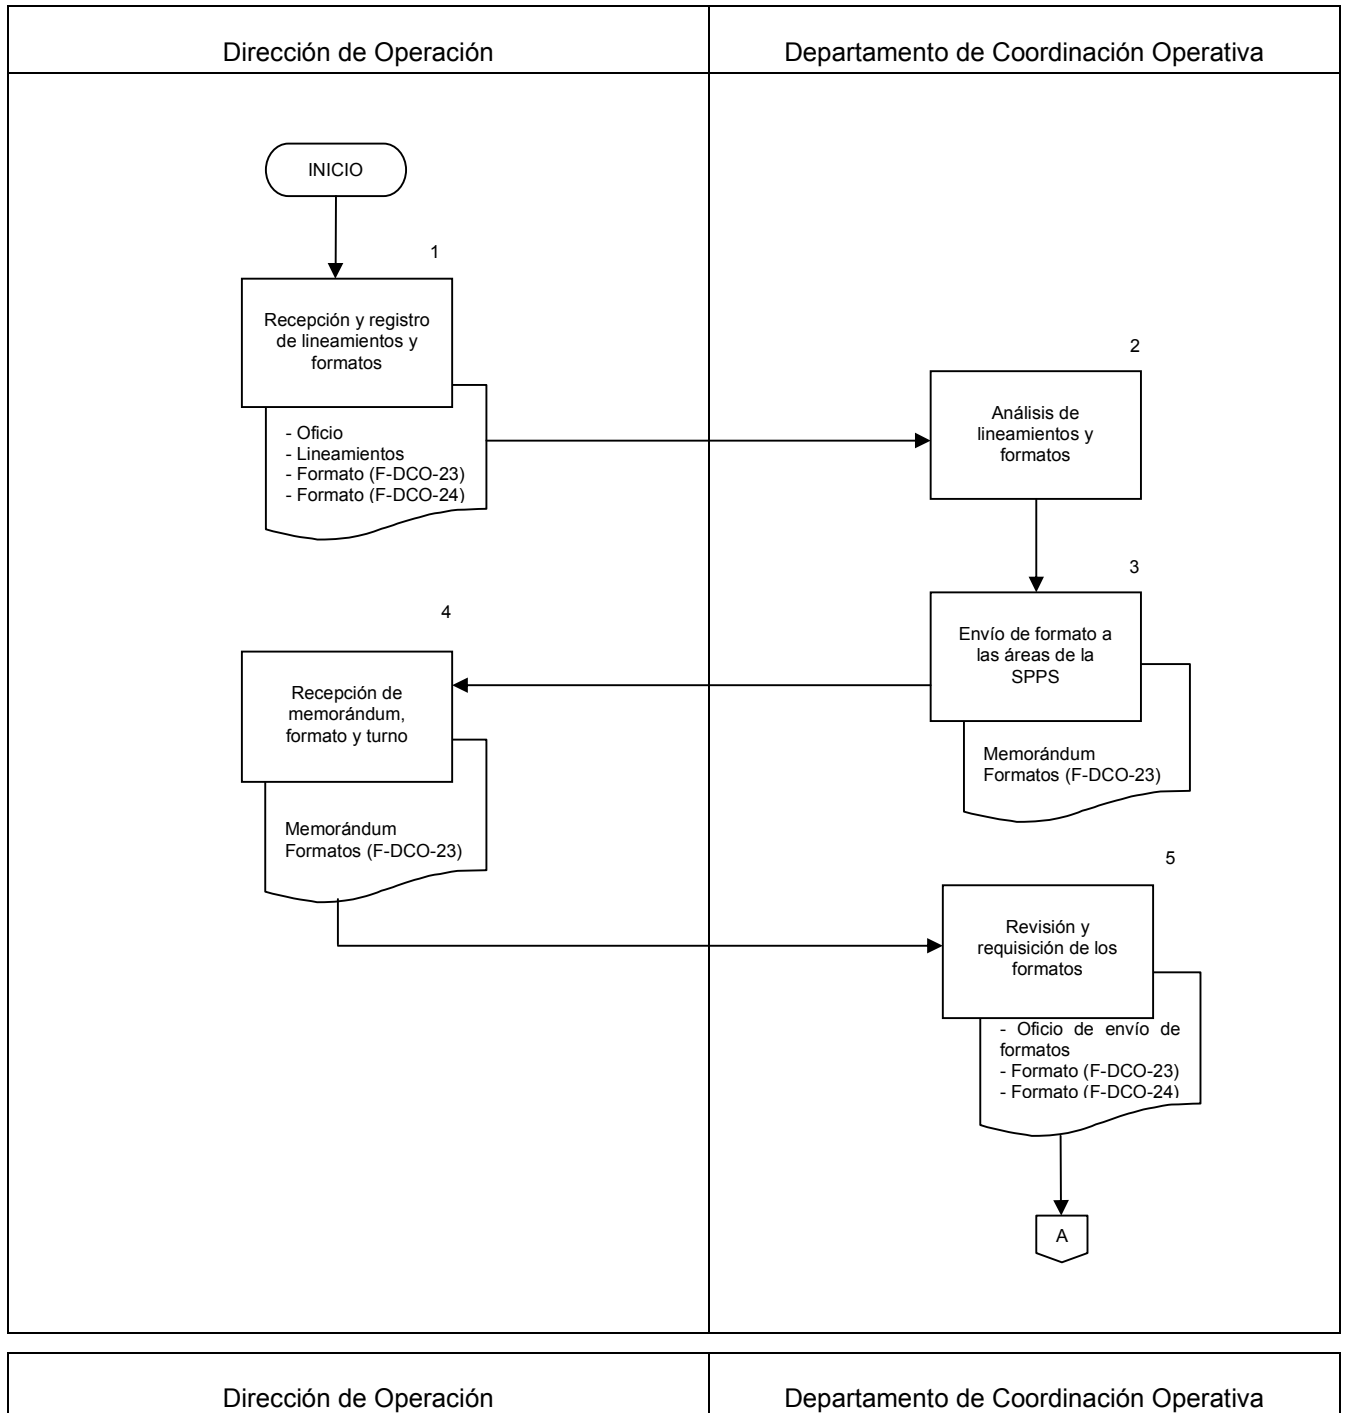 Dirección de Operación
Departamento de Coordinación Operativa
INICIO
1
Recepción y registro
de lineamientos y
formatos
- Oficio
- Lineamientos
- Formato (F-DCO-23)
- Formato (F-DCO-24)
2
Análisis de
lineamientos y
formatos
3
Envío de formato a
las áreas de la
SPPS
Memorándum
Formatos (F-DCO-23)
4
Recepción de
memorándum,
formato y turno
Memorándum
Formatos (F-DCO-23)
5
Revisión y
requisición de los
formatos
- Oficio de envío de
formatos
- Formato (F-DCO-23)
- Formato (F-DCO-24)
A
Dirección de Operación
Departamento de Coordinación Operativa